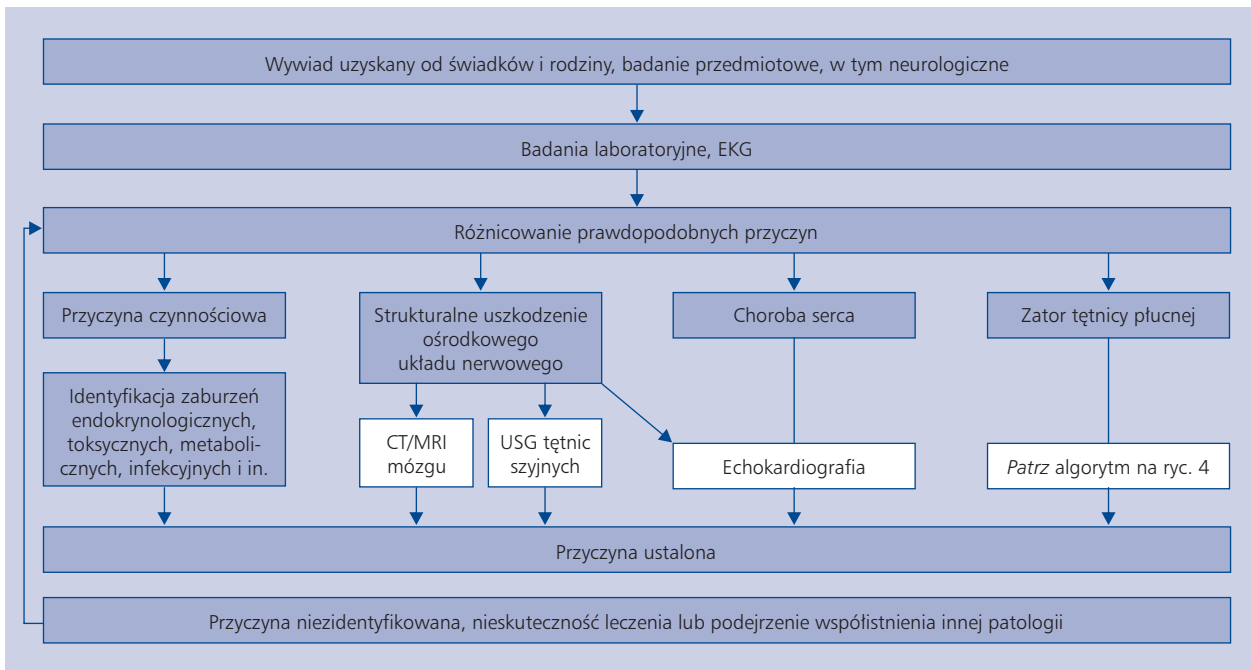 Wywiad uzyskany od świadków i rodziny, badanie przedmiotowe, w tym neurologiczne
Badania laboratoryjne, EKG
Różnicowanie prawdopodobnych przyczyn
Przyczyna czynnościowa
Strukturalne uszkodzenie
ośrodkowego
układu nerwowego
Choroba serca
Zator tętnicy płucnej
Identyfikacja zaburzeń
endokrynologicznych,
toksycznych, metaboli-
cznych, infekcyjnych i in.
CT/MRI
mózgu
USG tętnic
szyjnych
Echokardiografia
Patrz algorytm na ryc. 4
Przyczyna ustalona
Przyczyna niezidentyfikowana, nieskuteczność leczenia lub podejrzenie współistnienia innej patologii